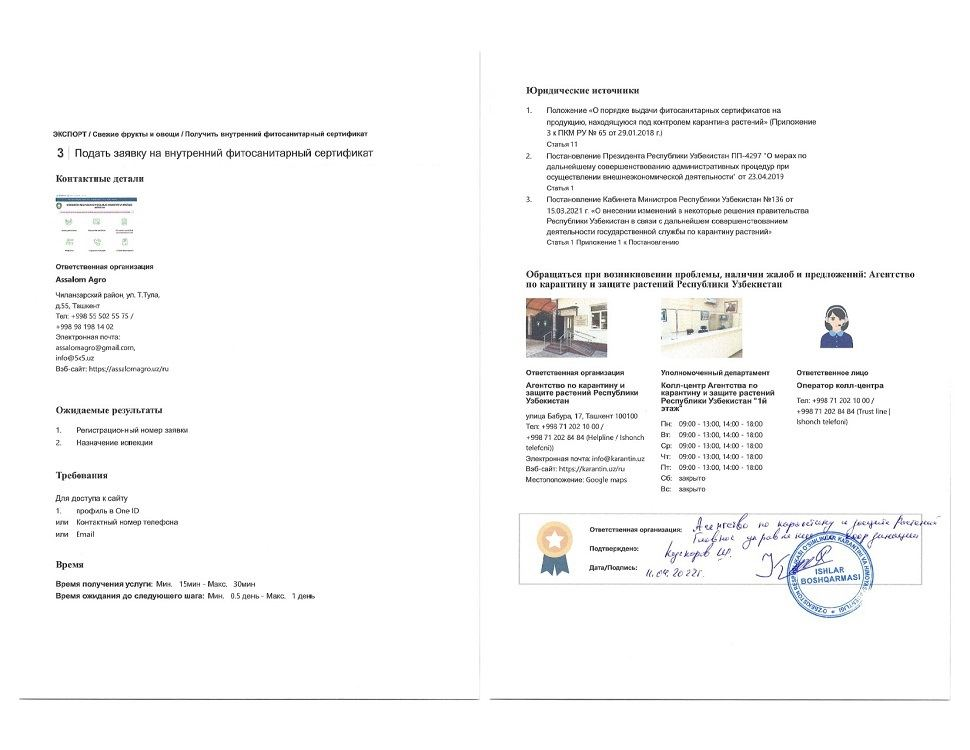 ЭКСПОРТ / Свежие фрукты и овощи / Получить внутренний фитосанитарный сертификат
3 Подать заявку на внутренний фитосанитарный сертификат
Контактные детали
Ответственная организация
Assalom Agro
Чиланзарский район, ул. Т.Тула,
д.55, Ташкент
Тел: +998 55 502 55 75 /
+998 98 198 14 02
Электронная почта:
assalomagro@gmail.com,
info@5x5.uz
Вэб-сайт: https://assalomagro.uz/ru
Ожидаемые результаты
1. Регистрационный номер заявки
2. Назначение испекции
Требования
Для доступа к сайту
1. профиль в One ID
или Контактный номер телефона
или Email
Время
Время получения услуги: Мин. 15мин - Макс. 30мин
Время ожидания до следующего шага: Мин. 0.5 день - Макс. 1 день
Юридические источники
1. Положение «О порядке выдачи фитосанитарных сертификатов на
продукцию, находящуюся под контролем карантина растений» (Приложение
3 к ПКМ РУ № 65 от 29.01.2018 г.)
Статья 11
2. Постановление Президента Республики Узбекистан ПП-4297 "О мерах по
дальнейшему совершенствованию административных процедур при
осуществлении внешнеэкономической деятельности" от 23.04.2019
Статья 1
3. Постановление Кабинета Министров Республики Узбекистан №136 от
15.03.2021 г. «О внесении изменений в некоторые решения правительства
Республики Узбекистан в связи с дальнейшем совершенствованием
деятельности государственной службы по карантину растений»
Статья 1 Приложение 1 к Постановлению
Обращаться при возникновении проблемы, наличии жалоб и предложений: Агентство
по карантину и защите растений Республики Узбекистан
Ответственная организация
Агентство по карантину и
защите растений Республики
Узбекистан
улица Бабура, 17, Ташкент 100100
Тел: +998 71 202 10 00 /
+998 71 202 84 84 (Helpline / Ishonch
telefoni))
Электронная почта: info@karantin.uz
Вэб-сайт: https://karantin.uz/ru
Местоположение: Google maps
Уполномоченный департамент
Колл-центр Агентства по
карантину и защите растений
Республики Узбекистан "1й
этаж"
Пн: 09:00 - 13:00, 14:00 - 18:00
Вт: 09:00 - 13:00, 14:00 - 18:00
Ср: 09:00 - 13:00, 14:00 - 18:00
Чт: 09:00 - 13:00, 14:00 - 18:00
Пт: 09:00 - 13:00, 14:00 - 18:00
Сб: закрыто
Вс: закрыто
Ответственное лицо
Оператор колл-центра
Тел: +998 71 202 10 00 /
+998 71 202 84 84 (Trust line |
Ishonch telefoni)
Ответственная организация: Агентство по карантину и защите растений
Главное управление координации
Подтверждено:
Дата/Подпись: 11.04.2022г.
ISHLAR
BOSHQARMASI